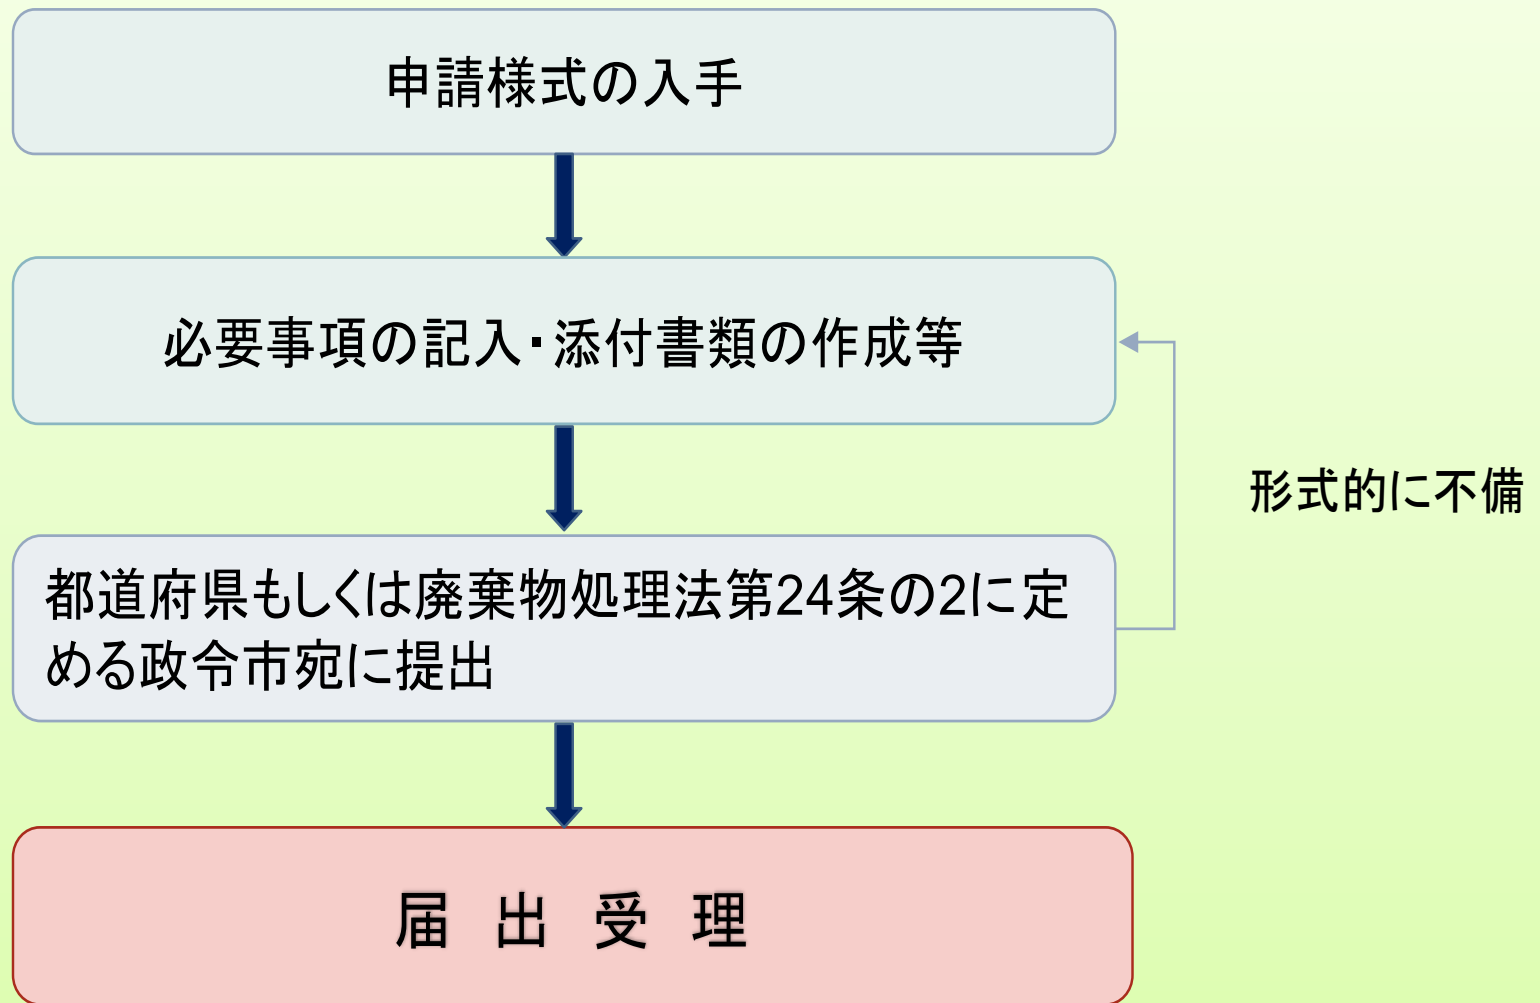 申請様式の入手
必要事項の記入・添付書類の作成等
形式的に不備
都道府県もしくは廃棄物処理法第24条の2に定
める政令市宛に提出
届 出 受 理